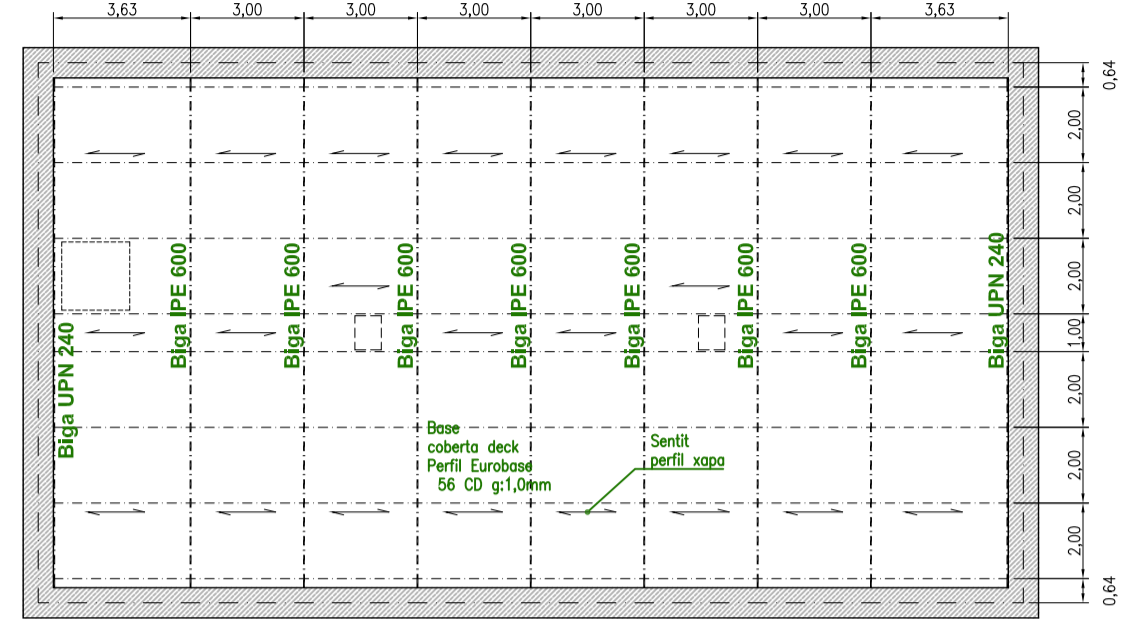 3,63 3,00 3,00 3,00 3,00 3,00 3,00 3,63
0,64
2,00
2,00
2,00
1,00
2,00
2,00
2,00
0,64
Biga UPN 240
Biga IPE 600
Biga IPE 600
Biga IPE 600
Biga IPE 600
Biga IPE 600
Biga IPE 600
Biga IPE 600
Biga UPN 240
Base
coberta deck
Perfil Eurobase
56 CD g:1,0mm
Sentit
perfil xapa